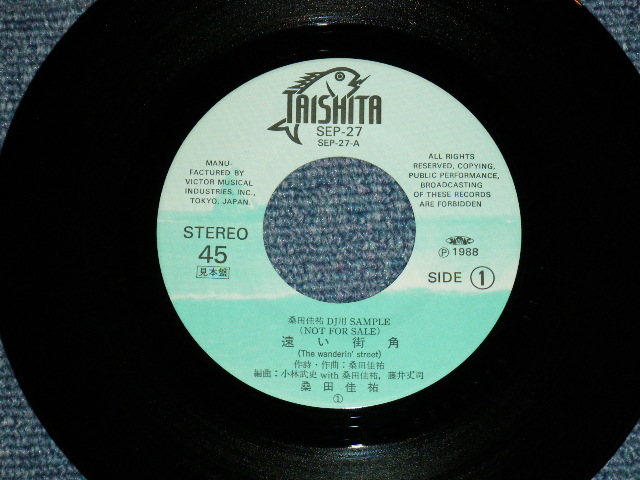 TAISHITA
SEP-27
SEP-27-A
MANU-
FACTURED BY
VICTOR MUSICAL
INDUSTRIES, INC.,
TOKYO, JAPAN.
ALL RIGHTS
RESERVED, COPYING,
PUBLIC PERFORMANCE,
BROADCASTING
OF THESE RECORDS
ARE FORBIDDEN
STEREO
45
見本盤
Ⓟ 1988
SIDE ①
桑田佳祐 DJ用 SAMPLE
(NOT FOR SALE)
遠い街角
(The wanderin' street)
作詩・作曲：桑田佳祐
編曲：小林武史 with 桑田佳祐, 藤井丈司
桑田佳祐
①